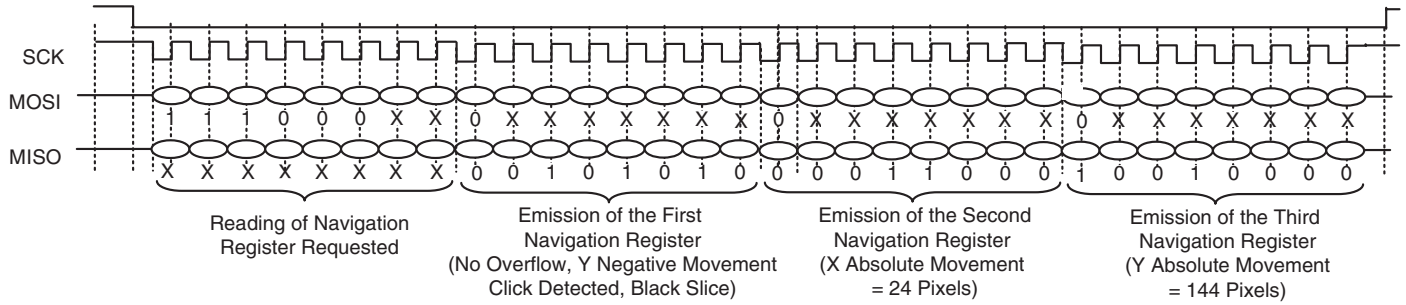 SCK
MOSI
1 1 1 0 0 0 X X 0 X X X X X X X 0 X X X X X X X 0 X X X X X X X
MISO
X X X X X X X X 0 0 1 0 1 0 1 0 0 0 0 1 1 0 0 0 1 0 0 1 0 0 0 0
Reading of Navigation
Register Requested
Emission of the First
Navigation Register
(No Overflow, Y Negative Movement
Click Detected, Black Slice)
Emission of the Second
Navigation Register
(X Absolute Movement
= 24 Pixels)
Emission of the Third
Navigation Register
(Y Absolute Movement
= 144 Pixels)